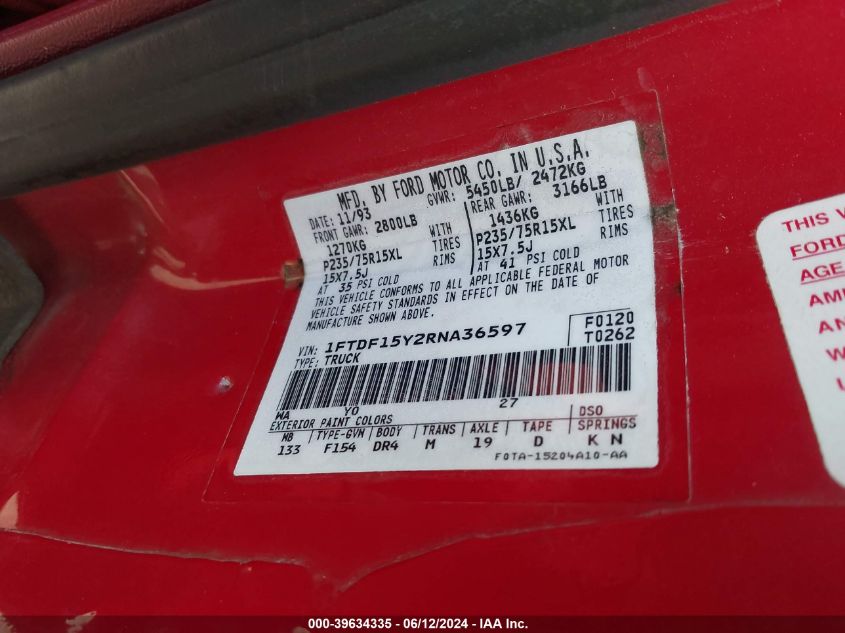 MFD. BY FORD MOTOR CO. IN U.S.A.
DATE: 11/93 GVWR: 5450LB/ 2472KG
FRONT GAWR: 2800LB REAR GAWR: 3166LB
1270KG WITH 1436KG WITH
P235/75R15XL TIRES P235/75R15XL TIRES
15X7.5J RIMS 15X7.5J RIMS
AT 35 PSI COLD AT 41 PSI COLD
THIS VEHICLE CONFORMS TO ALL APPLICABLE FEDERAL MOTOR
VEHICLE SAFETY STANDARDS IN EFFECT ON THE DATE OF
MANUFACTURE SHOWN ABOVE.
VIN: 1FTDF15Y2RNA36597 F0120
TYPE: TRUCK T0262
WA YO 27
EXTERIOR PAINT COLORS DSO
WB TYPE-GVW BODY TRANS AXLE TAPE SPRINGS
133 F154 DR4 M 19 D K N
F0TA-15204A10-AA
THIS V
FORD
AGE
AM
AN
W
L
000-39634335 - 06/12/2024 - IAA Inc.